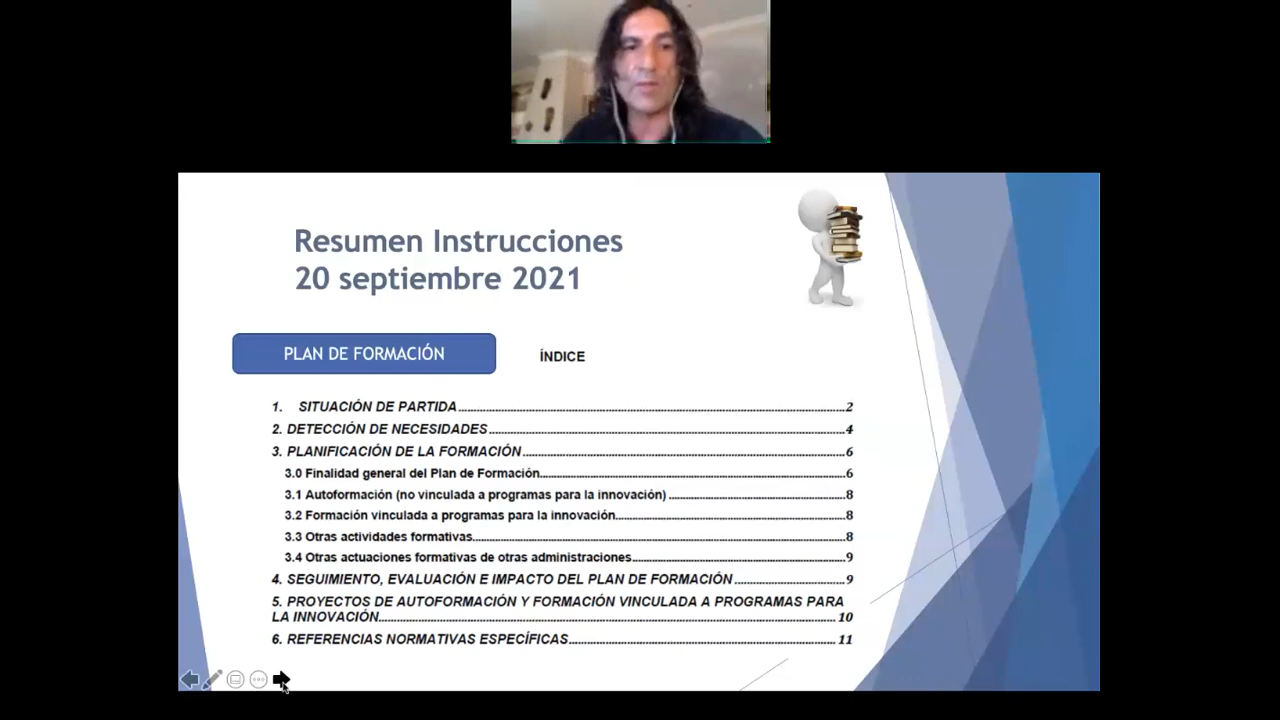 Resumen Instrucciones
20 septiembre 2021
PLAN DE FORMACIÓN
ÍNDICE
1. SITUACIÓN DE PARTIDA 2
2. DETECCIÓN DE NECESIDADES 4
3. PLANIFICACIÓN DE LA FORMACIÓN 6
3.0 Finalidad general del Plan de Formación 6
3.1 Autoformación (no vinculada a programas para la innovación) 8
3.2 Formación vinculada a programas para la innovación 8
3.3 Otras actividades formativas 8
3.4 Otras actuaciones formativas de otras administraciones 9
4. SEGUIMIENTO, EVALUACIÓN E IMPACTO DEL PLAN DE FORMACIÓN 9
5. PROYECTOS DE AUTOFORMACIÓN Y FORMACIÓN VINCULADA A PROGRAMAS PARA
LA INNOVACIÓN 10
6. REFERENCIAS NORMATIVAS ESPECÍFICAS 11